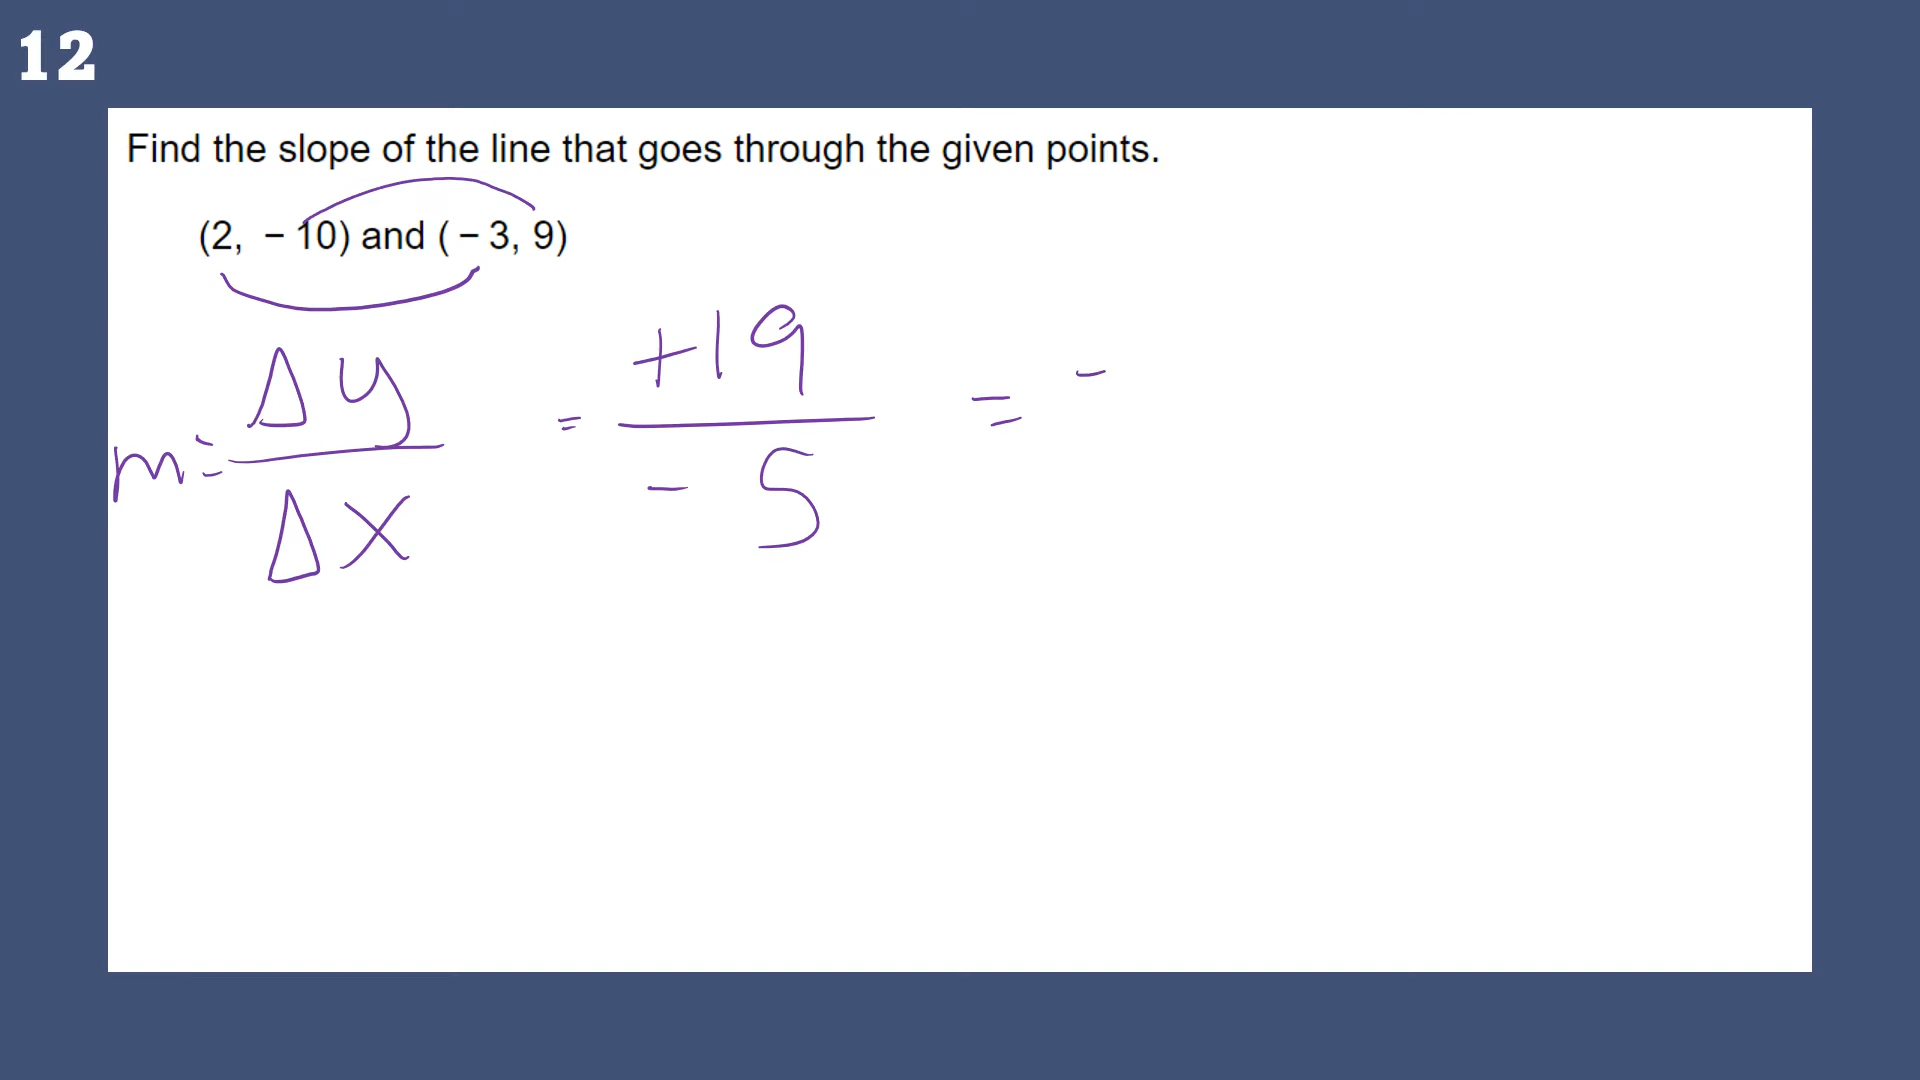 12
Find the slope of the line that goes through the given points.
(2, −10) and (−3, 9)
m = Δy / Δx = +19 / -5 = -